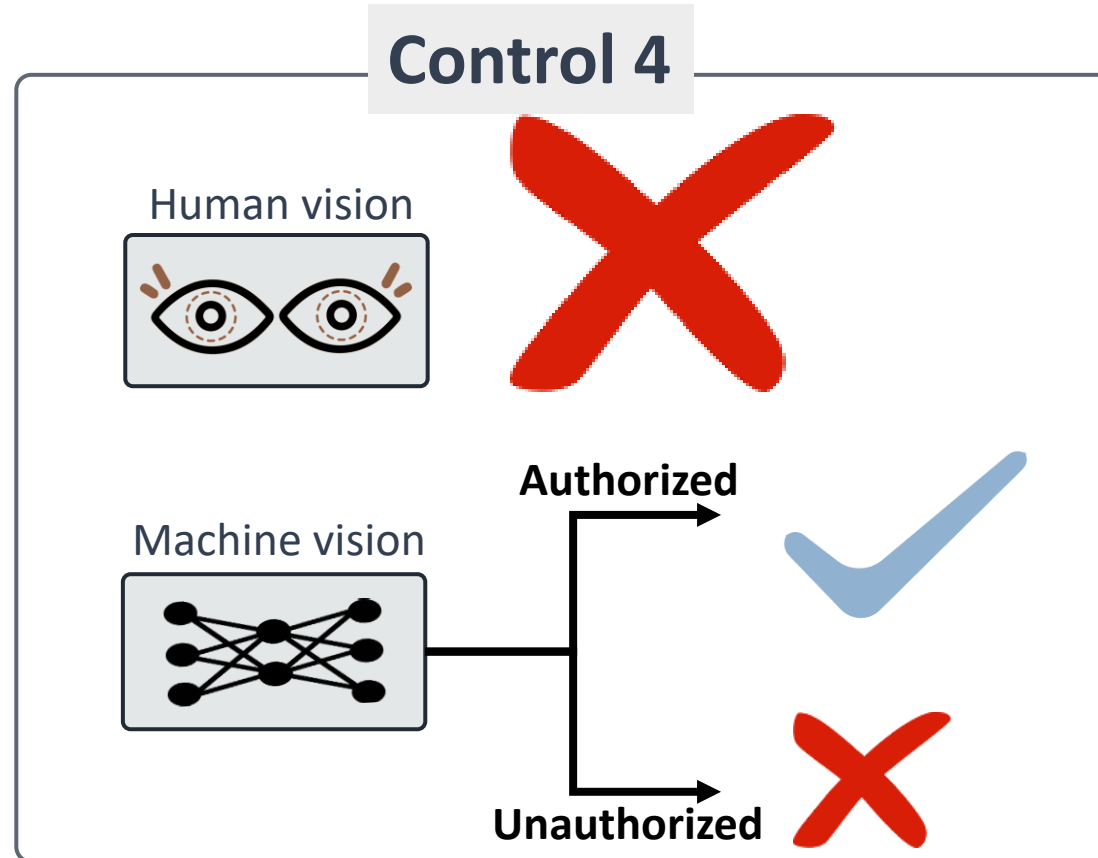 Control 4
Human vision
Authorized
Machine vision
Unauthorized